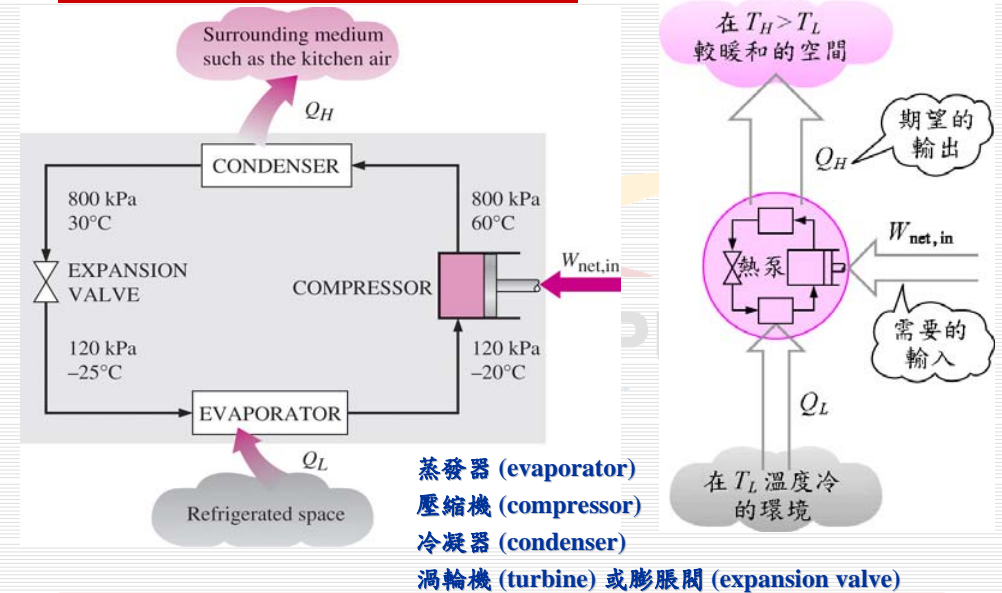 Surrounding medium
such as the kitchen air
Q_H
CONDENSER
800 kPa
30°C
800 kPa
60°C
EXPANSION
VALVE
COMPRESSOR
W_net,in
120 kPa
–25°C
120 kPa
–20°C
EVAPORATOR
Q_L
Refrigerated space
在 T_H > T_L
較暖和的空間
期望的
輸出
Q_H
W_net, in
熱泵
需要的
輸入
Q_L
在 T_L 溫度冷
的環境
蒸發器 (evaporator)
壓縮機 (compressor)
冷凝器 (condenser)
渦輪機 (turbine) 或膨脹閥 (expansion valve)